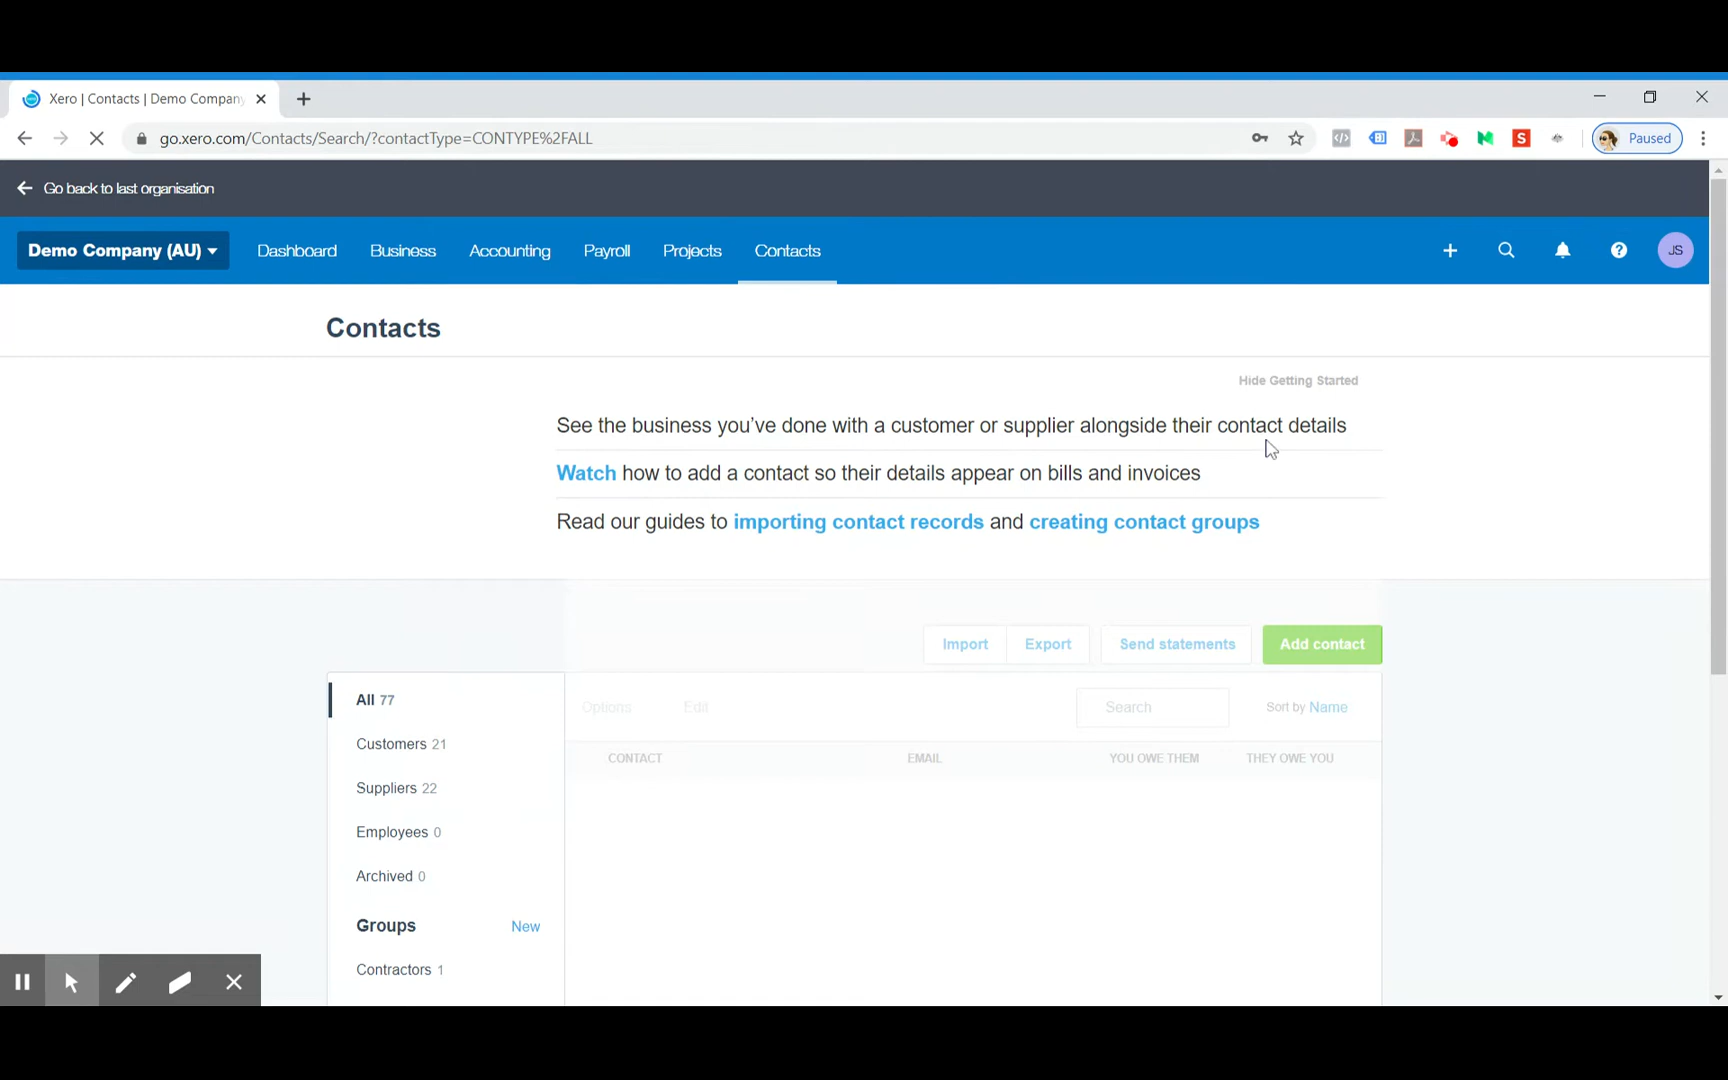 Xero | Contacts | Demo Company
go.xero.com/Contacts/Search/?contactType=CONTYPE%2FALL
Paused
Go back to last organisation
Demo Company (AU) Dashboard Business Accounting Payroll Projects Contacts JS
Contacts
Hide Getting Started
See the business you've done with a customer or supplier alongside their contact details
Watch how to add a contact so their details appear on bills and invoices
Read our guides to importing contact records and creating contact groups
Import Export Send statements Add contact
All 77
Options Edit Search Sort by Name
CONTACT EMAIL YOU OWE THEM THEY OWE YOU
Customers 21
Suppliers 22
Employees 0
Archived 0
Groups New
Contractors 1